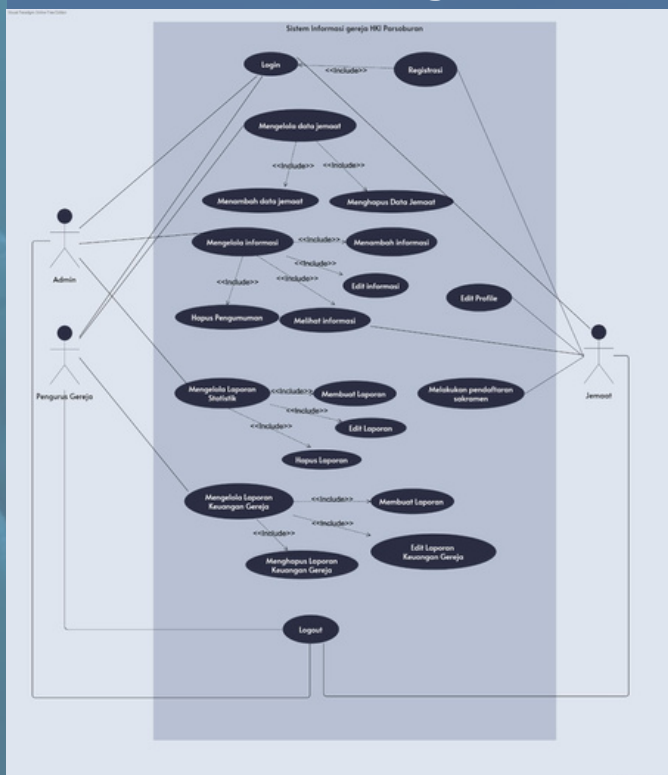 Sistem informasi gereja HKI Parsoburan
Login
<<Include>>
Registrasi
Mengelola data jemaat
<<Include>>
<<Include>>
Menambah data jemaat
Menghapus Data Jemaat
Mengelola informasi
<<Include>>
Menambah informasi
<<Include>>
<<Include>>
<<Include>>
Edit informasi
Edit Profile
Hapus Pengumuman
Melihat informasi
Admin
Pengurus Gereja
Jemaat
Mengelola Laporan
Statistik
<<Include>>
Membuat Laporan
Melakukan pendaftaran
sakramen
<<Include>>
Edit Laporan
<<Include>>
Hapus Laporan
Mengelola Laporan
Keuangan Gereja
<<Include>>
Membuat Laporan
<<Include>>
<<Include>>
Edit Laporan
Keuangan Gereja
Menghapus Laporan
Keuangan Gereja
Logout